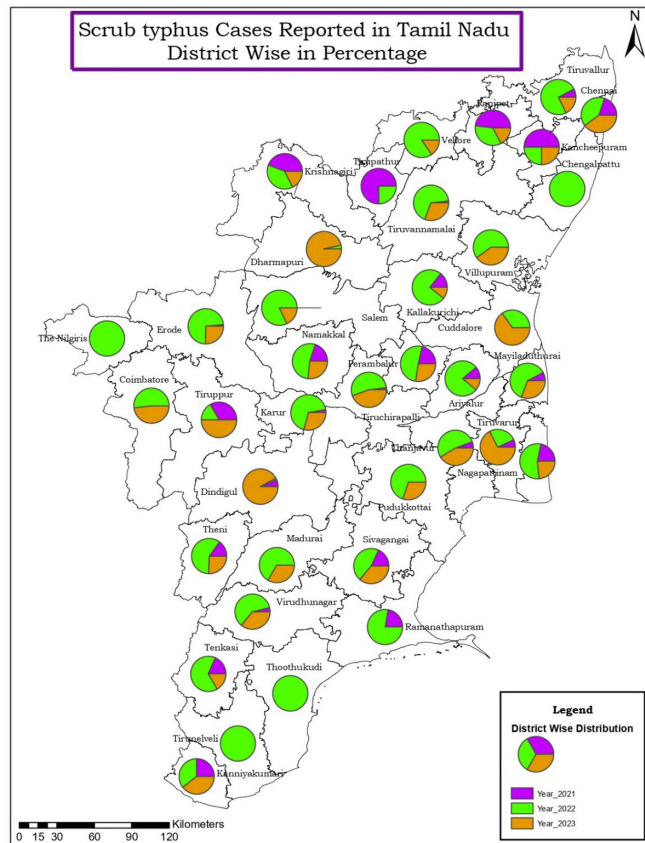 Scrub typhus Cases Reported in Tamil Nadu
District Wise in Percentage
N
Tiruvallur
Chennai
Ranipet
Vellore
Kancheepuram
Krishnagiri
Tirupathur
Chengalpattu
Tiruvannamalai
Dharmapuri
Villupuram
Kallakurichi
Salem
Cuddalore
The Nilgiris
Erode
Namakkal
Perambalur
Mayiladuthurai
Coimbatore
Tiruppur
Ariyalur
Karur
Tiruchirapalli
Tiruvarur
Thanjavur
Nagapattinam
Dindigul
Pudukkottai
Theni
Madurai
Sivagangai
Virudhunagar
Ramanathapuram
Tenkasi
Thoothukudi
Tirunelveli
Kanniyakumari
Legend
District Wise Distribution
Year_2021
Year_2022
Year_2023
Kilometers
0 15 30 60 90 120